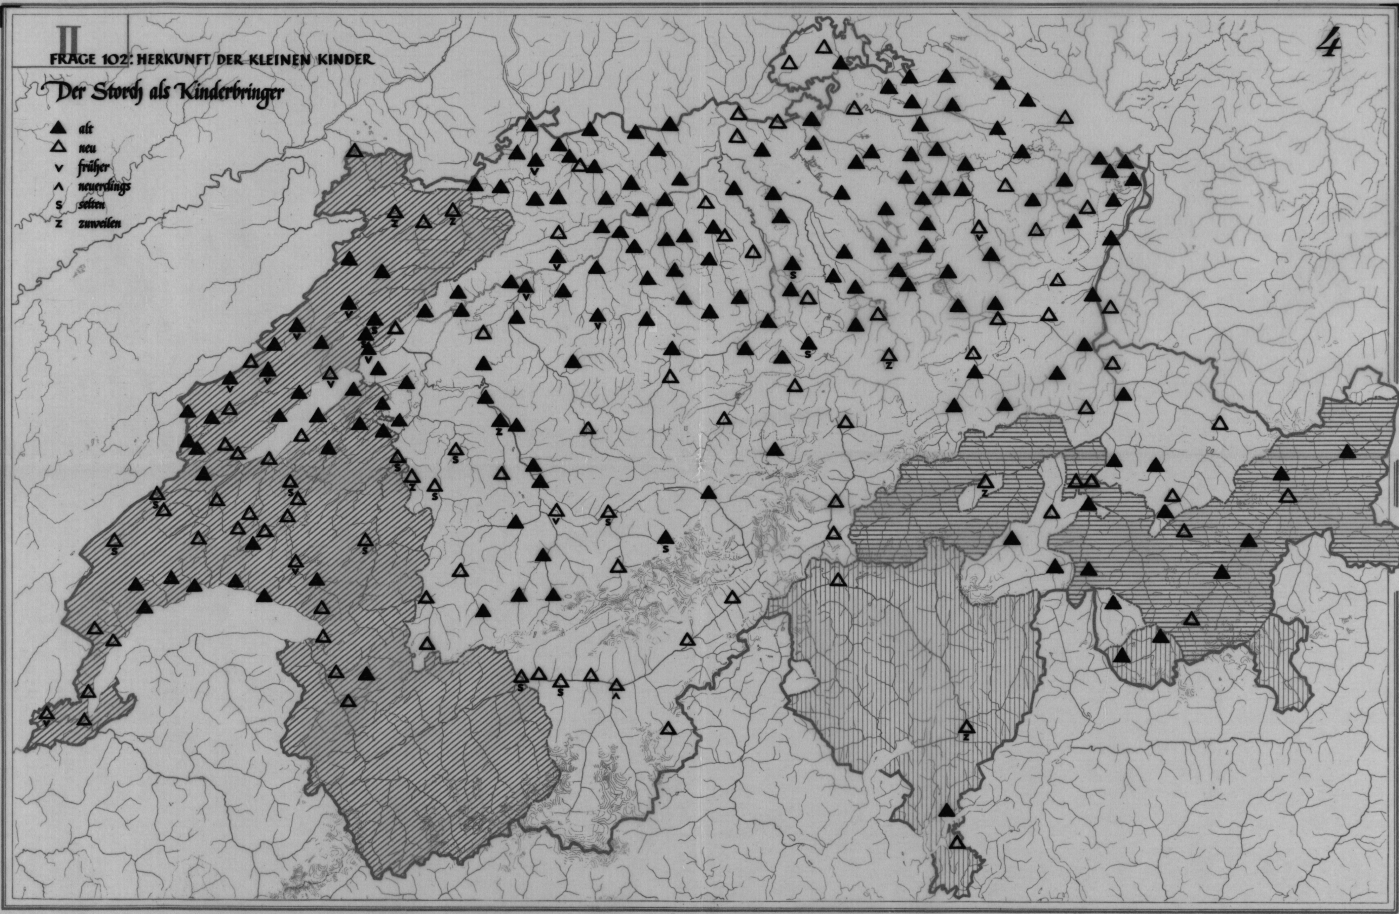 II
4
FRAGE 102: HERKUNFT DER KLEINEN KINDER
Der Storch als Kinderbringer
alt
neu
v früher
ʌ neuerdings
s selten
z zuweilen